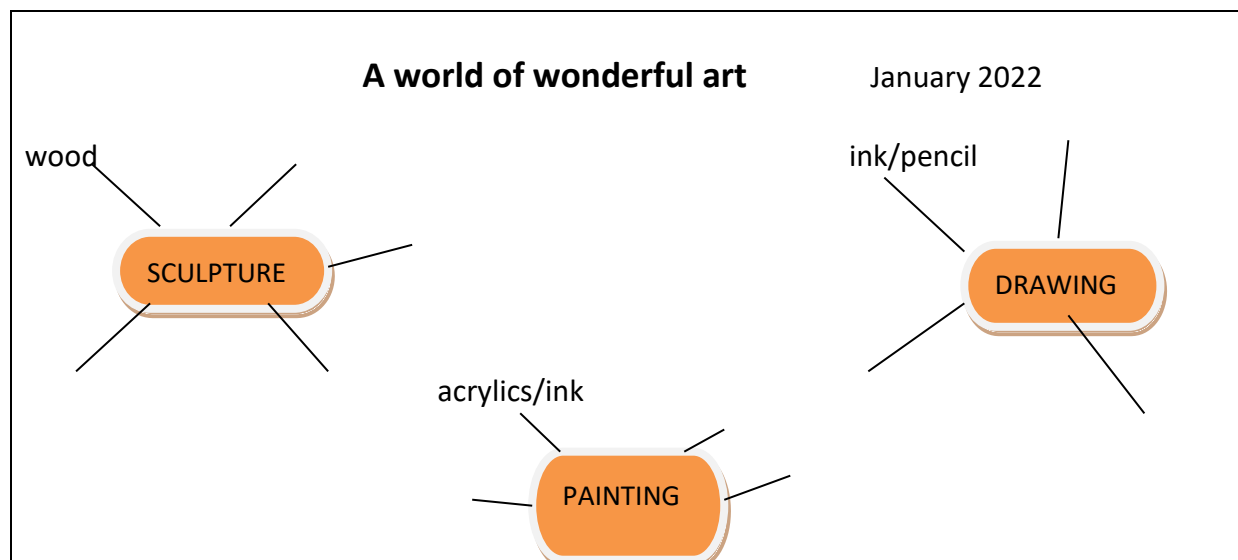 A world of wonderful art January 2022
wood
ink/pencil
SCULPTURE
DRAWING
acrylics/ink
PAINTING